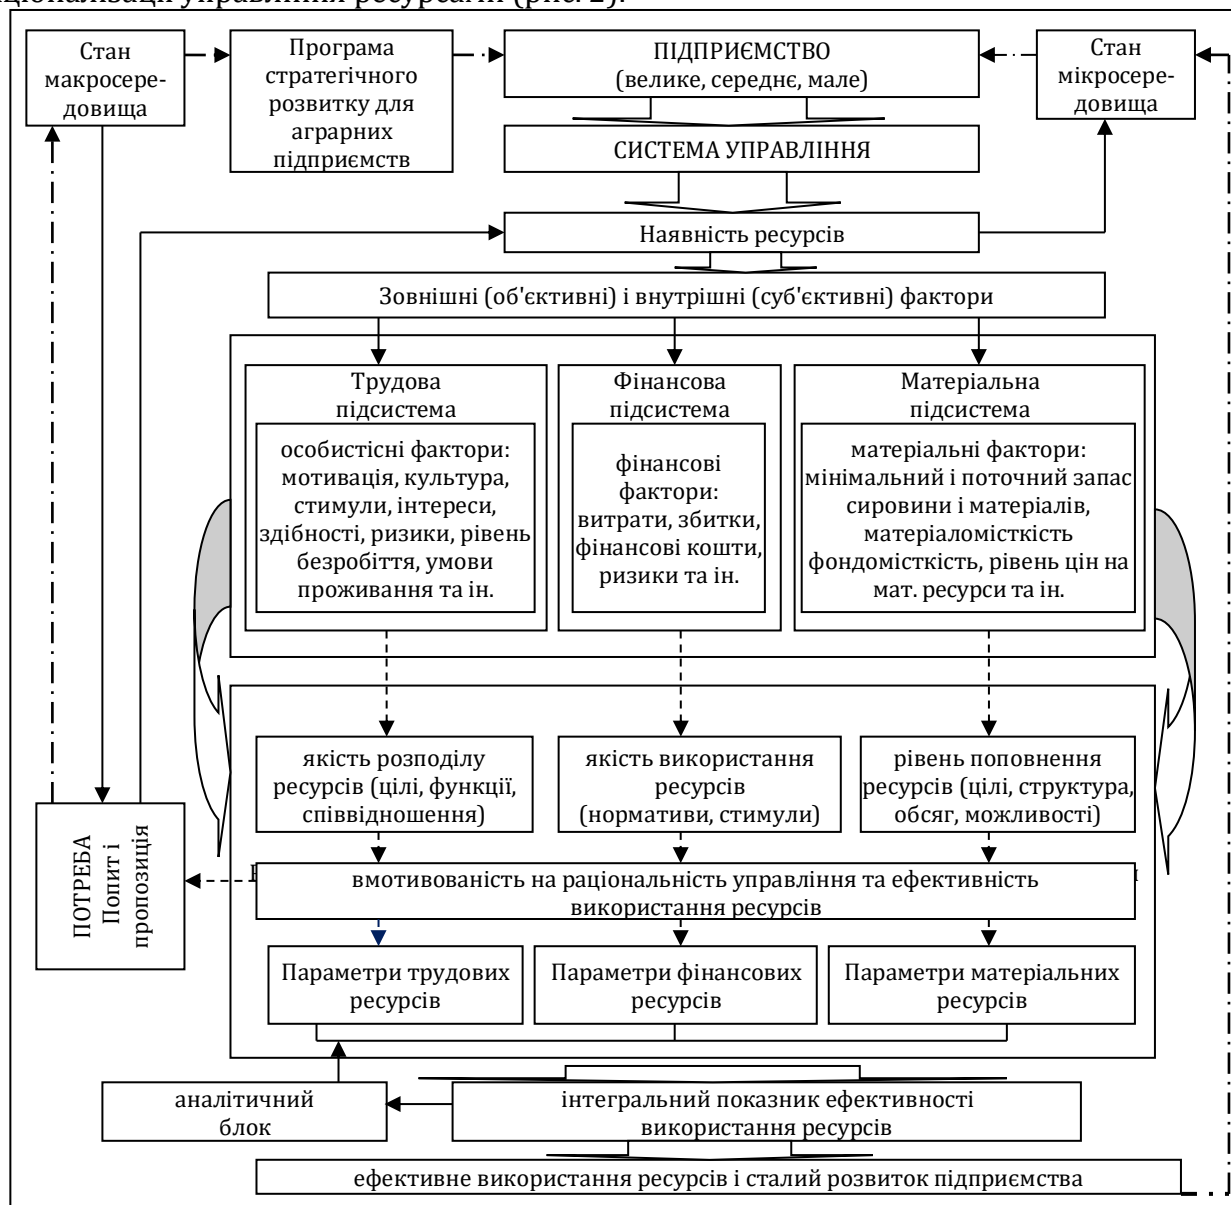 ціоналізації управління ресурсами (рис. 2).
Стан
макросере-
довища
Програма
стратегічного
розвитку для
аграрних
підприємств
ПІДПРИЄМСТВО
(велике, середнє, мале)
Стан
мікросере-
довища
СИСТЕМА УПРАВЛІННЯ
Наявність ресурсів
Зовнішні (об'єктивні) і внутрішні (суб'єктивні) фактори
Трудова
підсистема
особистісні фактори:
мотивація, культура,
стимули, інтереси,
здібності, ризики, рівень
безробіття, умови
проживання та ін.
Фінансова
підсистема
фінансові
фактори:
витрати, збитки,
фінансові кошти,
ризики та ін.
Матеріальна
підсистема
матеріальні фактори:
мінімальний і поточний запас
сировини і матеріалів,
матеріаломісткість
фондомісткість, рівень цін на
мат. ресурси та ін.
якість розподілу
ресурсів (цілі, функції,
співвідношення)
якість використання
ресурсів
(нормативи, стимули)
рівень поповнення
ресурсів (цілі, структура,
обсяг, можливості)
ПОТРЕБА
Попит і
пропозиція
вмотивованість на раціональність управління та ефективність
використання ресурсів
Параметри трудових
ресурсів
Параметри фінансових
ресурсів
Параметри матеріальних
ресурсів
аналітичний
блок
інтегральний показник ефективності
використання ресурсів
ефективне використання ресурсів і сталий розвиток підприємства